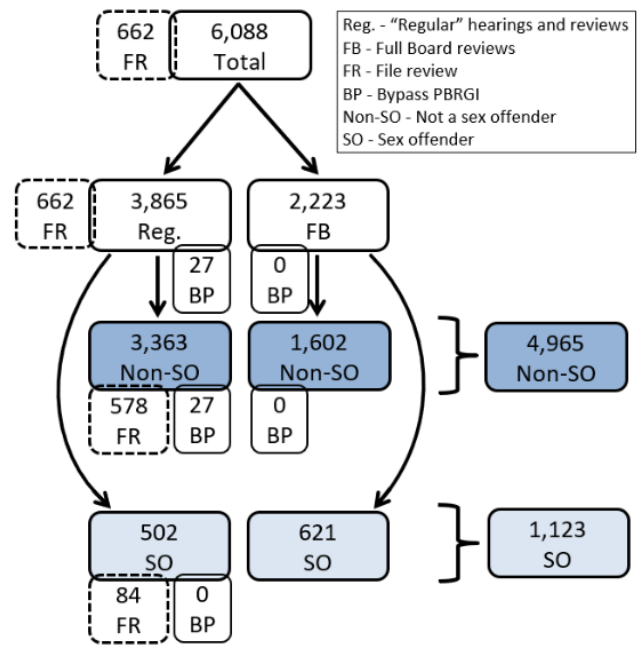 662
FR
6,088
Total
Reg. - “Regular” hearings and reviews
FB - Full Board reviews
FR - File review
BP - Bypass PBRGI
Non-SO - Not a sex offender
SO - Sex offender
662
FR
3,865
Reg.
2,223
FB
27
BP
0
BP
3,363
Non-SO
1,602
Non-SO
4,965
Non-SO
578
FR
27
BP
0
BP
502
SO
621
SO
1,123
SO
84
FR
0
BP